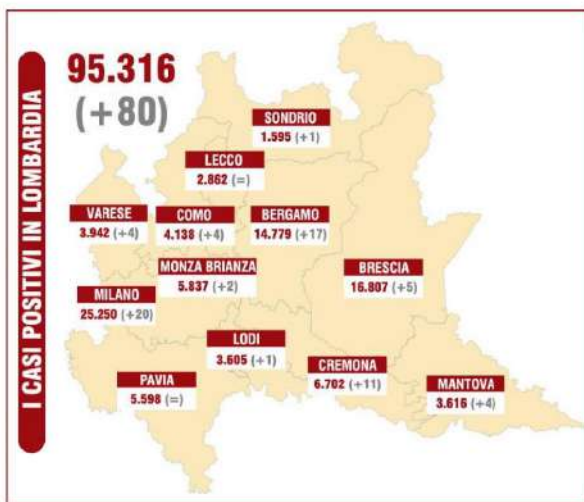 I CASI POSITIVI IN LOMBARDIA
95.316
(+80)
SONDRIO
1.595 (+1)
LECCO
2.862 (=)
VARESE
3.942 (+4)
COMO
4.138 (+4)
BERGAMO
14.779 (+17)
MONZA BRIANZA
5.837 (+2)
BRESCIA
16.807 (+5)
MILANO
25.250 (+20)
LODI
3.605 (+1)
CREMONA
6.702 (+11)
PAVIA
5.598 (=)
MANTOVA
3.616 (+4)